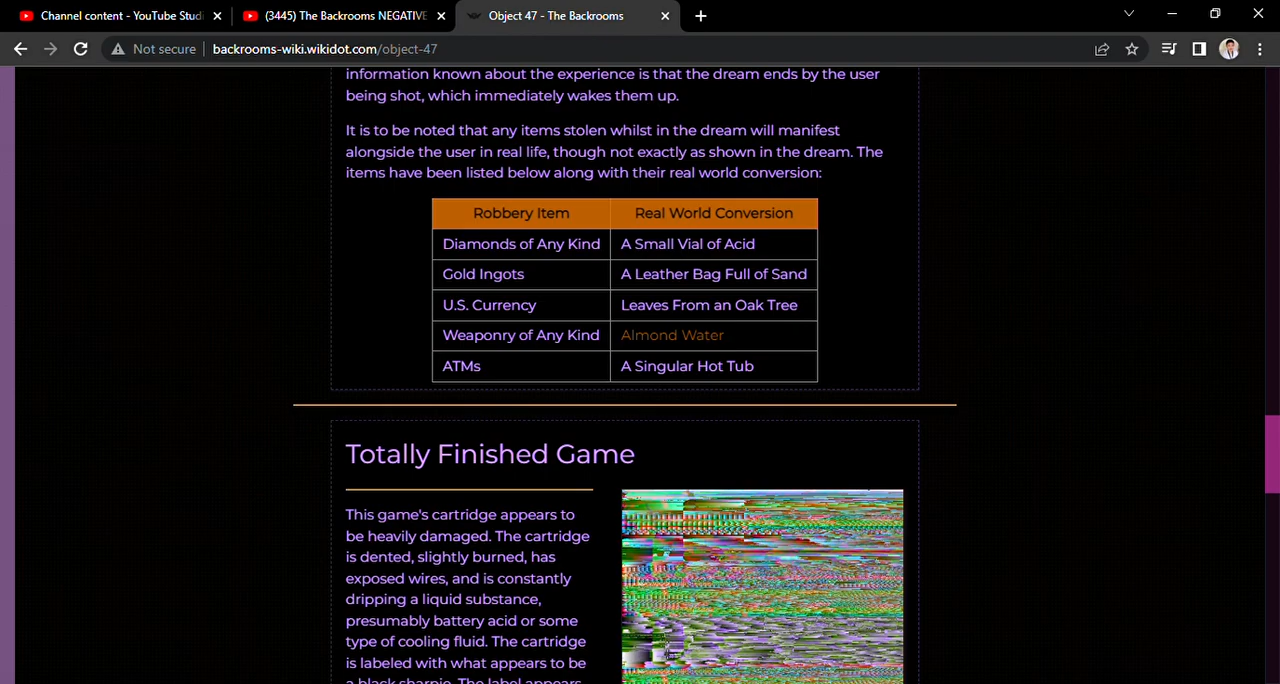 Channel content - YouTube Studi
(3445) The Backrooms NEGATIVE
Object 47 - The Backrooms
Not secure
backrooms-wiki.wikidot.com/object-47
information known about the experience is that the dream ends by the user
being shot, which immediately wakes them up.
It is to be noted that any items stolen whilst in the dream will manifest
alongside the user in real life, though not exactly as shown in the dream. The
items have been listed below along with their real world conversion:
Robbery Item Real World Conversion
Diamonds of Any Kind A Small Vial of Acid
Gold Ingots A Leather Bag Full of Sand
U.S. Currency Leaves From an Oak Tree
Weaponry of Any Kind Almond Water
ATMs A Singular Hot Tub
Totally Finished Game
This game's cartridge appears to
be heavily damaged. The cartridge
is dented, slightly burned, has
exposed wires, and is constantly
dripping a liquid substance,
presumably battery acid or some
type of cooling fluid. The cartridge
is labeled with what appears to be
a black sharpie. The label appears